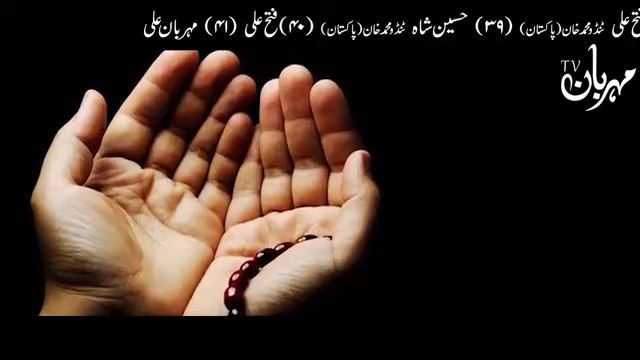 فتح علی ٹنڈو محمد خان (پاکستان) (۳۹) حسین شاہ ٹنڈو محمد خان (پاکستان) (۴۰) فتح علی (۴۱) مہربان علی
مہربان TV